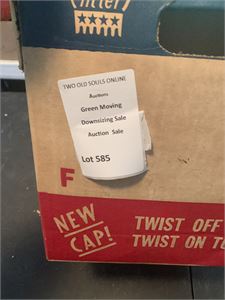 TWO OLD SOULS ONLINE
Auctions
Green Moving
Downsizing Sale
Auction Sale
Lot 585
F
NEW
CAP!
TWIST OFF
TWIST ON